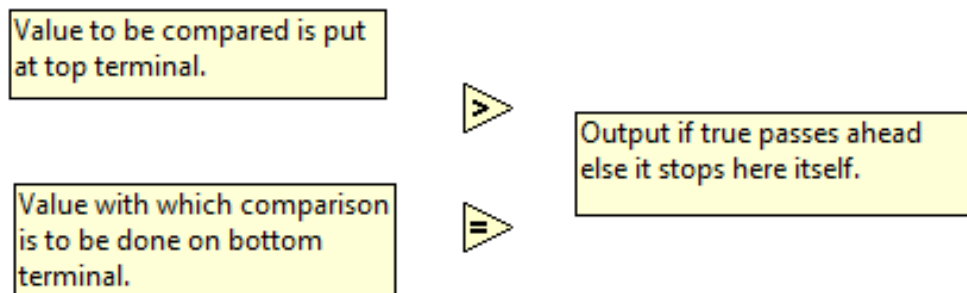 Value to be compared is put
at top terminal.
>
Output if true passes ahead
else it stops here itself.
Value with which comparison
is to be done on bottom
terminal.
=